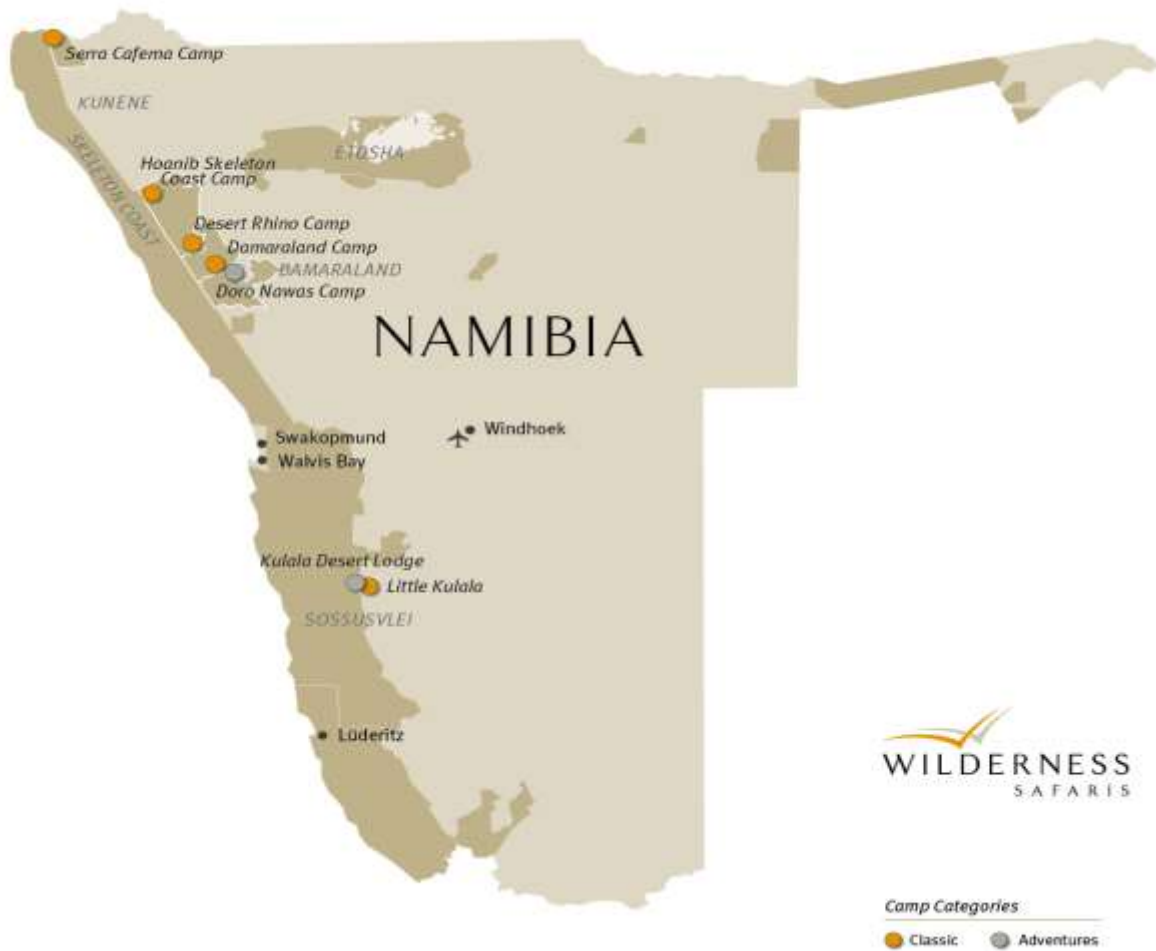 Serra Cafema Camp
KUNENE
SKELETON COAST
ETOSHA
Hoanib Skeleton
Coast Camp
Desert Rhino Camp
Damaraland Camp
BAMARALAND
Doro Nawas Camp
NAMIBIA
Swakopmund
Walvis Bay
Windhoek
Kulala Desert Lodge
Little Kulala
SOSSUSVLEI
Lüderitz
WILDERNESS
SAFARIS
Camp Categories
Classic Adventures